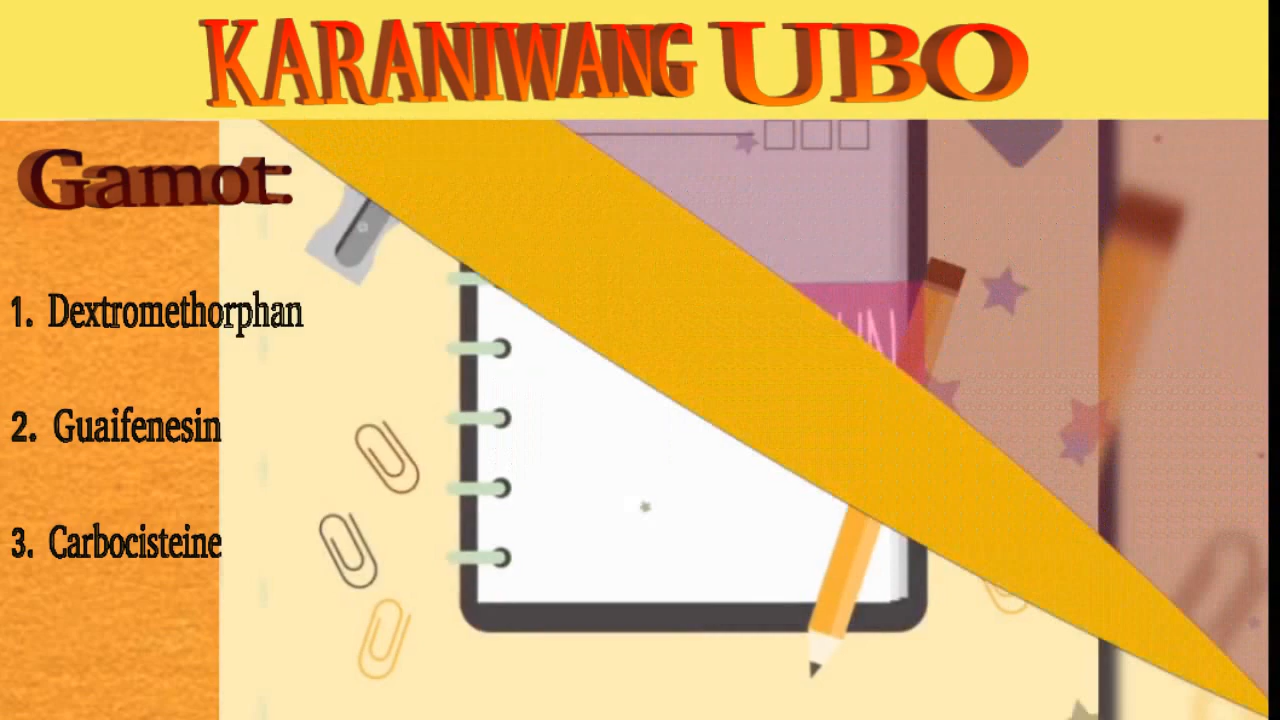 KARANIWANG UBO
Gamot:
1. Dextromethorphan
2. Guaifenesin
3. Carbocisteine